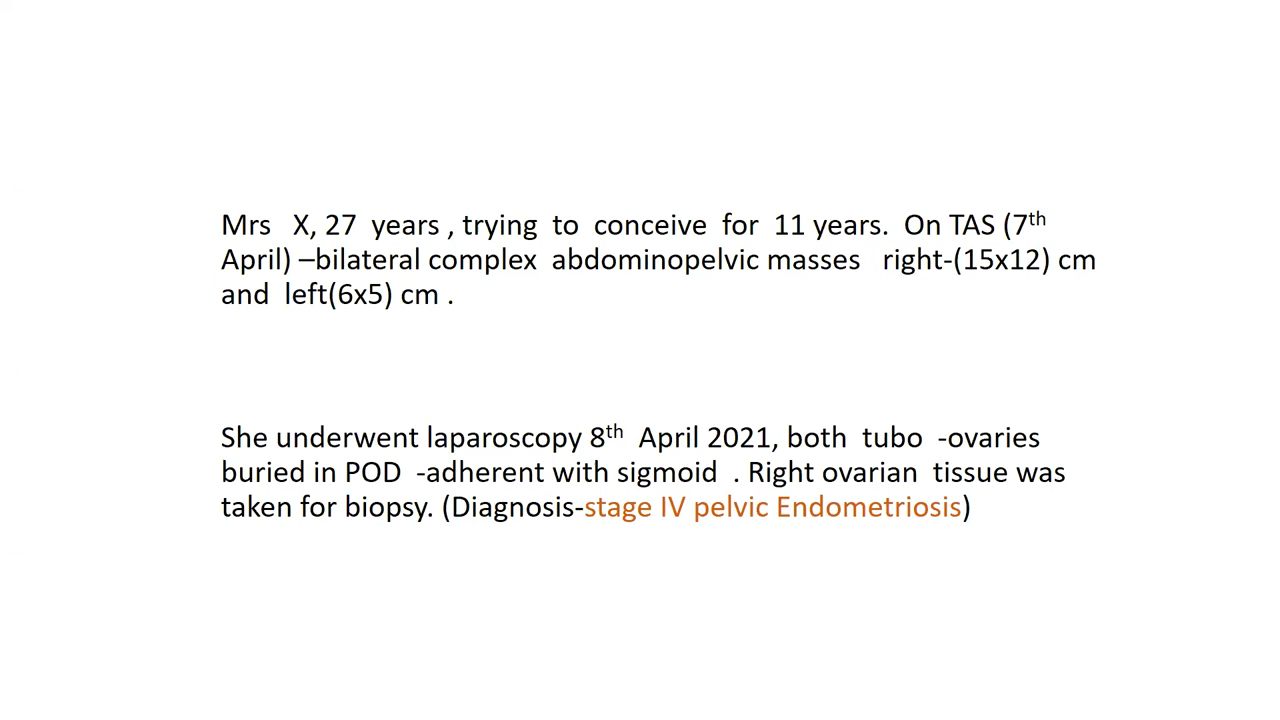 Mrs X, 27 years , trying to conceive for 11 years. On TAS (7th
April) –bilateral complex abdominopelvic masses right-(15x12) cm
and left(6x5) cm .
She underwent laparoscopy 8th April 2021, both tubo -ovaries
buried in POD -adherent with sigmoid . Right ovarian tissue was
taken for biopsy. (Diagnosis-stage IV pelvic Endometriosis)